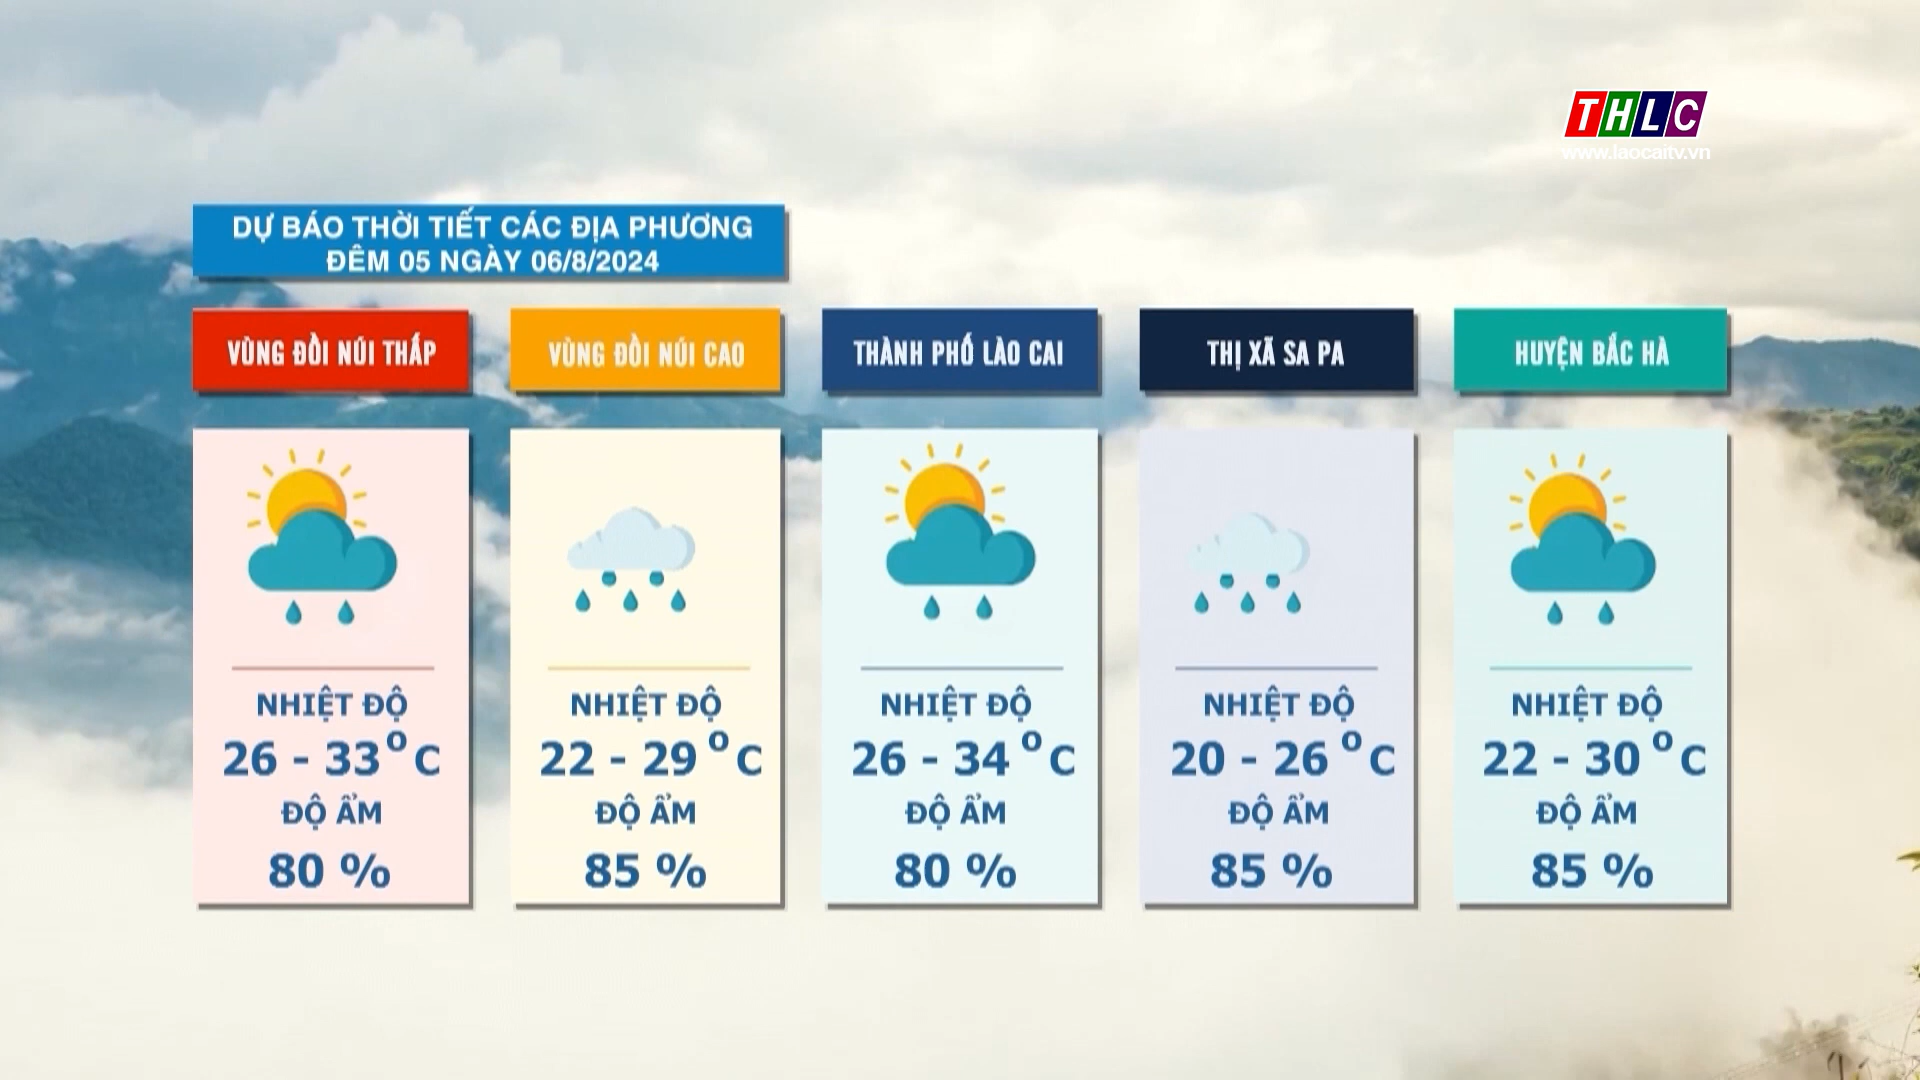 THLC
www.laocaitv.vn
DỰ BÁO THỜI TIẾT CÁC ĐỊA PHƯƠNG
ĐÊM 05 NGÀY 06/8/2024
VÙNG ĐỒI NÚI THẤP
VÙNG ĐỒI NÚI CAO
THÀNH PHỐ LÀO CAI
THỊ XÃ SA PA
HUYỆN BẮC HÀ
NHIỆT ĐỘ
26 - 33°C
ĐỘ ẨM
80 %
NHIỆT ĐỘ
22 - 29 °C
ĐỘ ẨM
85 %
NHIỆT ĐỘ
26 - 34 °C
ĐỘ ẨM
80 %
NHIỆT ĐỘ
20 - 26 °C
ĐỘ ẨM
85 %
NHIỆT ĐỘ
22 - 30 °C
ĐỘ ẨM
85 %